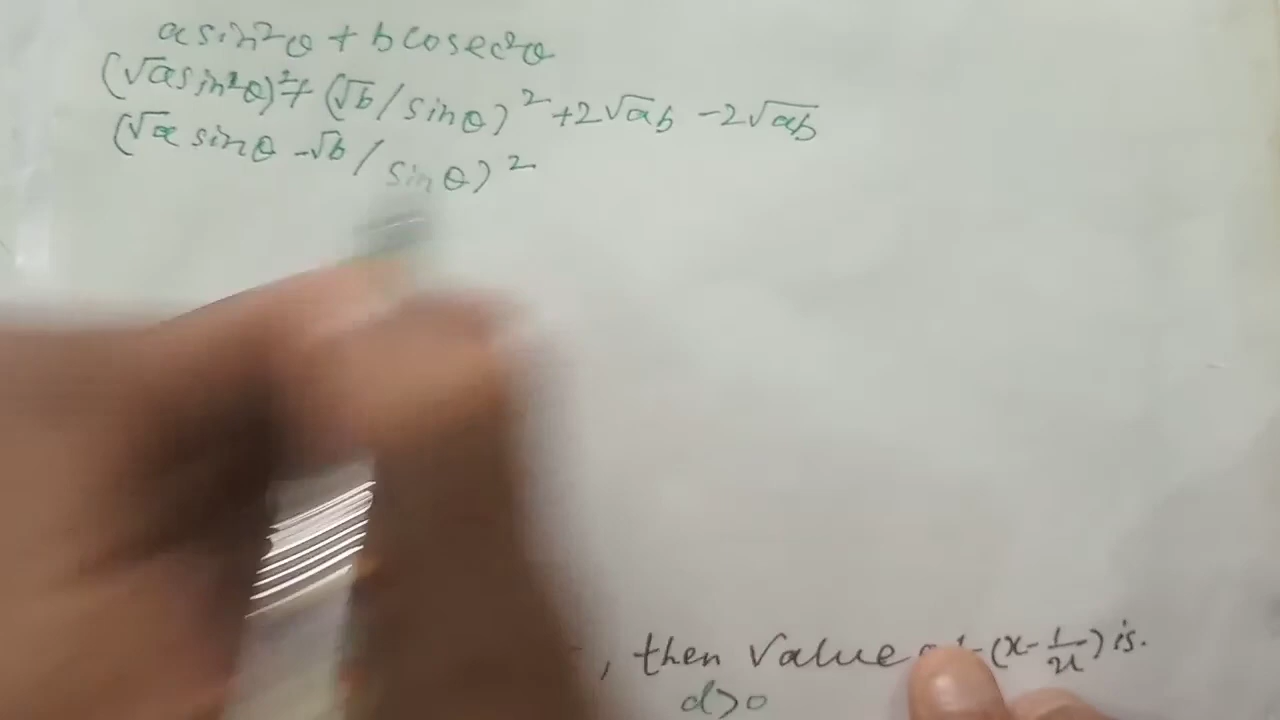 a sin²θ + b cosec²θ
(√a sin²θ)² + (√b / sinθ)² + 2√ab - 2√ab
(√a sinθ - √b / sinθ)²
, then value (x - 1/x) is.
d>0